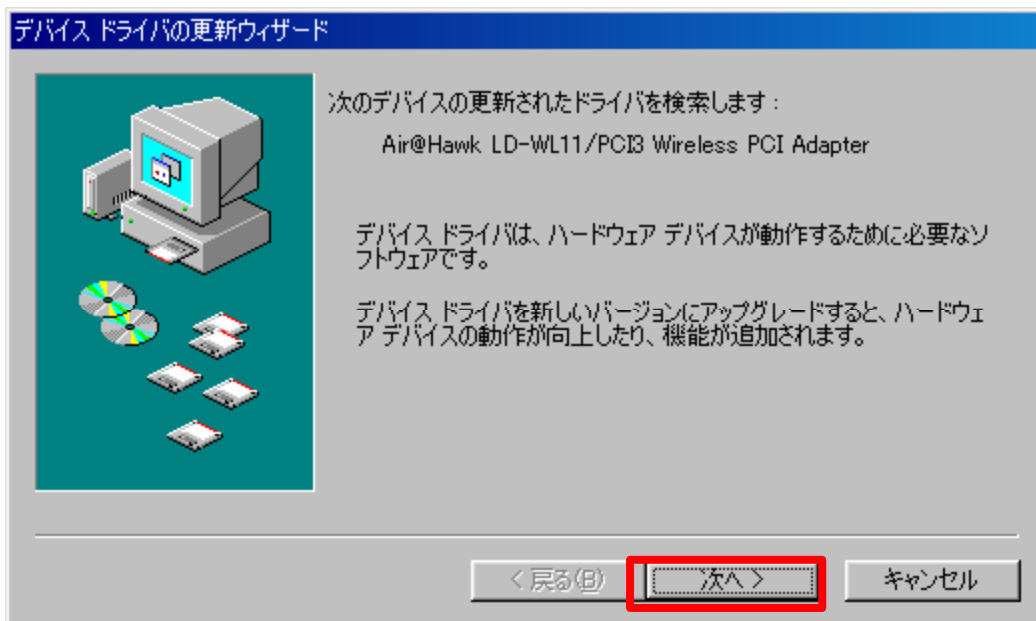 デバイス ドライバの更新ウィザード
次のデバイスの更新されたドライバを検索します：
Air@Hawk LD-WL11/PCI3 Wireless PCI Adapter
デバイス ドライバは、ハードウェア デバイスが動作するために必要なソ
フトウェアです。
デバイス ドライバを新しいバージョンにアップグレードすると、ハードウェ
ア デバイスの動作が向上したり、機能が追加されます。
< 戻る(B) 次へ > キャンセル